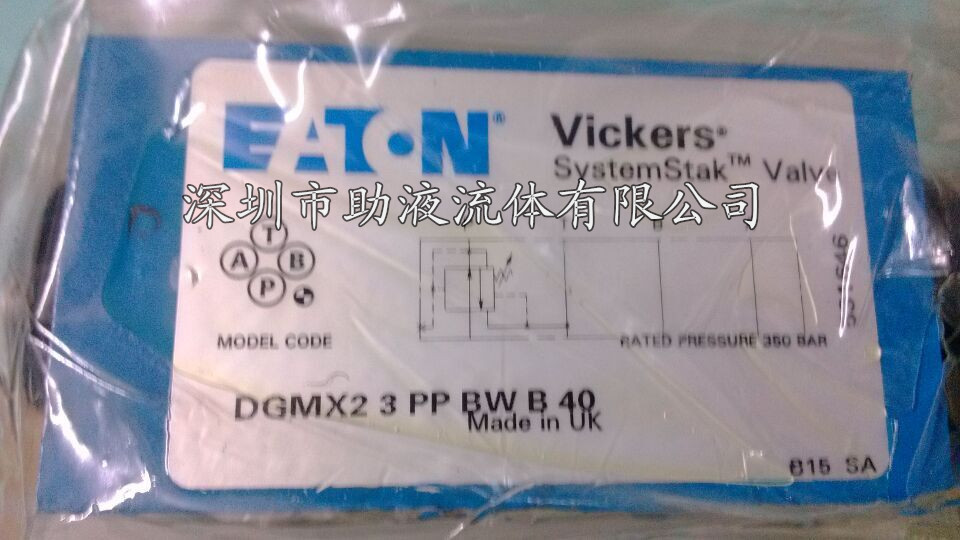 EATON®
Vickers®
SystemStak™ Valve
深圳市助液流体有限公司
T
A B
P
B
MODEL CODE
RATED PRESSURE 350 BAR
DGMX2 3 PP BW B 40
Made in UK
B15 SA